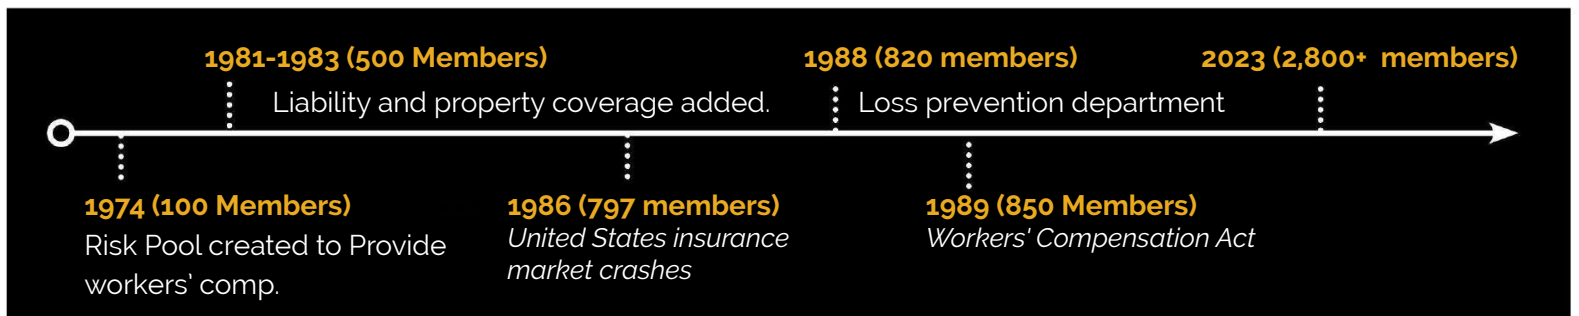 1981-1983 (500 Members)
Liability and property coverage added.
1988 (820 members)
Loss prevention department
2023 (2,800+ members)
1974 (100 Members)
Risk Pool created to Provide
workers' comp.
1986 (797 members)
United States insurance
market crashes
1989 (850 Members)
Workers' Compensation Act